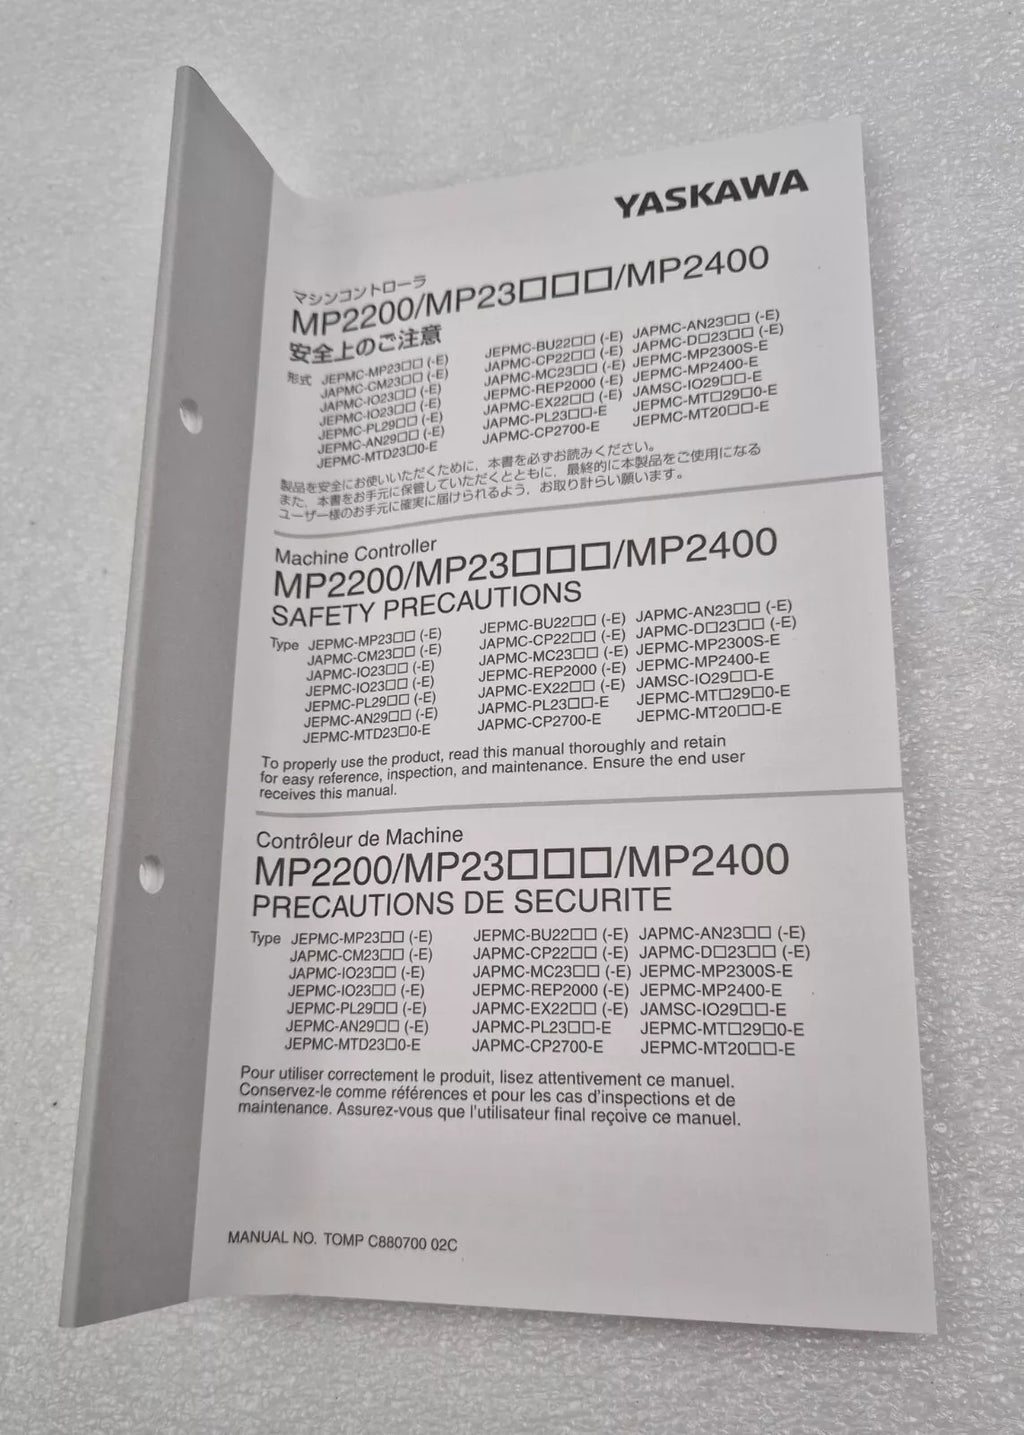 YASKAWA
マシンコントローラ
MP2200/MP23□□□/MP2400
安全上のご注意
形式 JEPMC-MP23□□ (-E) JEPMC-BU22□□ (-E) JAPMC-AN23□□ (-E)
JAPMC-CM23□□ (-E) JAPMC-CP22□□ (-E) JAPMC-D□23□□ (-E)
JAPMC-IO23□□ (-E) JAPMC-MC23□□ (-E) JEPMC-MP2300S-E
JEPMC-IO23□□ (-E) JEPMC-REP2000 (-E) JEPMC-MP2400-E
JEPMC-PL29□□ (-E) JAPMC-EX22□□ (-E) JAMSC-IO29□□-E
JEPMC-AN29□□ (-E) JAPMC-PL23□□-E JEPMC-MT□29□0-E
JEPMC-MTD23□0-E JAPMC-CP2700-E JEPMC-MT20□□-E
製品を安全にお使いいただくために、本書を必ずお読みください。
また、本書をお手元に保管していただくとともに、最終的に本製品をご使用になる
ユーザー様のお手元に確実に届けられるよう、お取り計らい願います。
Machine Controller
MP2200/MP23□□□/MP2400
SAFETY PRECAUTIONS
Type JEPMC-MP23□□ (-E) JEPMC-BU22□□ (-E) JAPMC-AN23□□ (-E)
JAPMC-CM23□□ (-E) JAPMC-CP22□□ (-E) JAPMC-D□23□□ (-E)
JAPMC-IO23□□ (-E) JAPMC-MC23□□ (-E) JEPMC-MP2300S-E
JEPMC-IO23□□ (-E) JEPMC-REP2000 (-E) JEPMC-MP2400-E
JEPMC-PL29□□ (-E) JAPMC-EX22□□ (-E) JAMSC-IO29□□-E
JEPMC-AN29□□ (-E) JAPMC-PL23□□-E JEPMC-MT□29□0-E
JEPMC-MTD23□0-E JAPMC-CP2700-E JEPMC-MT20□□-E
To properly use the product, read this manual thoroughly and retain
for easy reference, inspection, and maintenance. Ensure the end user
receives this manual.
Contrôleur de Machine
MP2200/MP23□□□/MP2400
PRECAUTIONS DE SECURITE
Type JEPMC-MP23□□ (-E) JEPMC-BU22□□ (-E) JAPMC-AN23□□ (-E)
JAPMC-CM23□□ (-E) JAPMC-CP22□□ (-E) JAPMC-D□23□□ (-E)
JAPMC-IO23□□ (-E) JAPMC-MC23□□ (-E) JEPMC-MP2300S-E
JEPMC-IO23□□ (-E) JEPMC-REP2000 (-E) JEPMC-MP2400-E
JEPMC-PL29□□ (-E) JAPMC-EX22□□ (-E) JAMSC-IO29□□-E
JEPMC-AN29□□ (-E) JAPMC-PL23□□-E JEPMC-MT□29□0-E
JEPMC-MTD23□0-E JAPMC-CP2700-E JEPMC-MT20□□-E
Pour utiliser correctement le produit, lisez attentivement ce manuel.
Conservez-le comme références et pour les cas d'inspections et de
maintenance. Assurez-vous que l'utilisateur final reçoive ce manuel.
MANUAL NO. TOMP C880700 02C